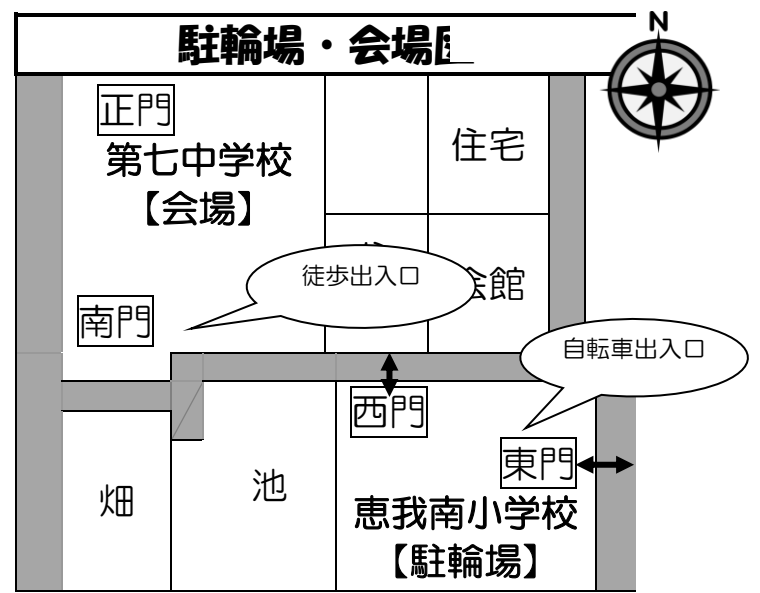 駐輪場・会場
N
正門
第七中学校
【会場】
住宅
会館
徒歩出入口
南門
自転車出入口
西門
東門
畑
池
恵我南小学校
【駐輪場】